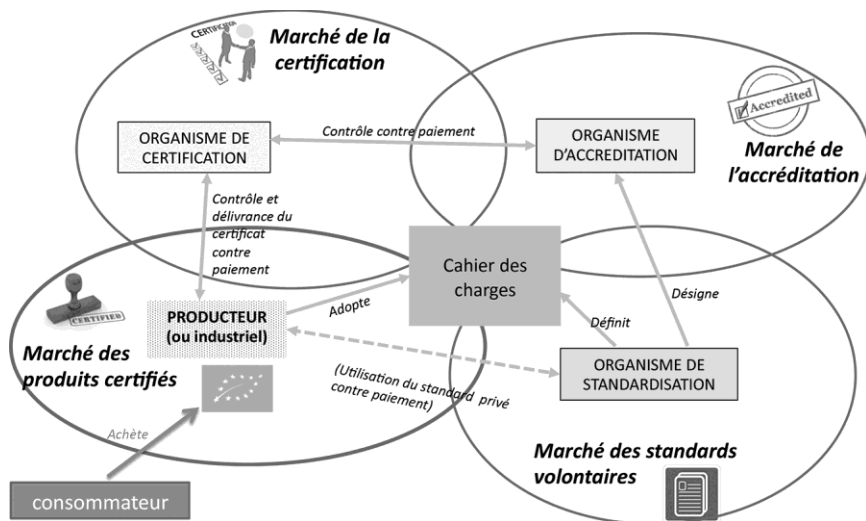 CERTIFICATION
Marché de la
certification
Accredited
Marché de
l'accréditation
ORGANISME DE
CERTIFICATION
Contrôle contre paiement
ORGANISME
D'ACCREDITATION
Contrôle et
délivrance du
certificat
contre
paiement
Cahier des
charges
Désigne
CERTIFIED
PRODUCTEUR
(ou industriel)
Adopte
Définit
Marché des
produits certifiés
(Utilisation du standard privé
contre paiement)
ORGANISME DE
STANDARDISATION
Achète
Marché des standards
volontaires
consommateur